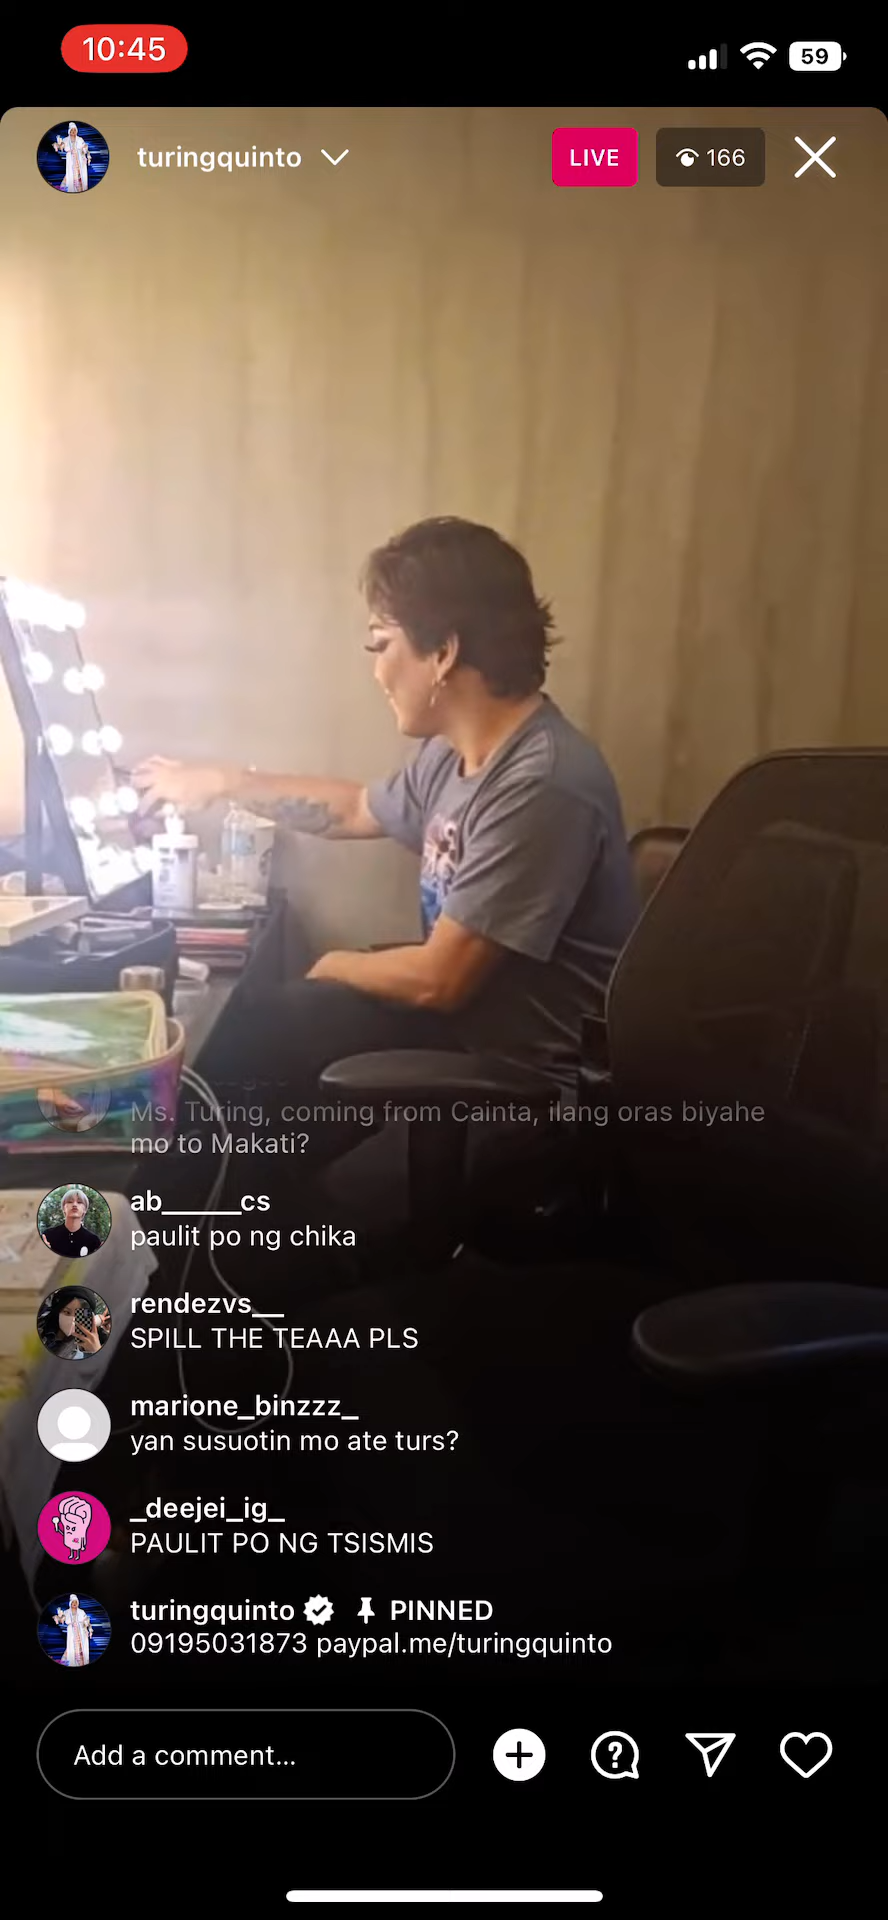 10:45
59
turingquinto
LIVE
166
Ms. Turing, coming from Cainta, ilang oras biyahe
mo to Makati?
ab______cs
paulit po ng chika
rendezvs__
SPILL THE TEAAA PLS
marione_binzzz_
yan susuotin mo ate turs?
_deejei_ig_
PAULIT PO NG TSISMIS
turingquinto PINNED
09195031873 paypal.me/turingquinto
Add a comment...